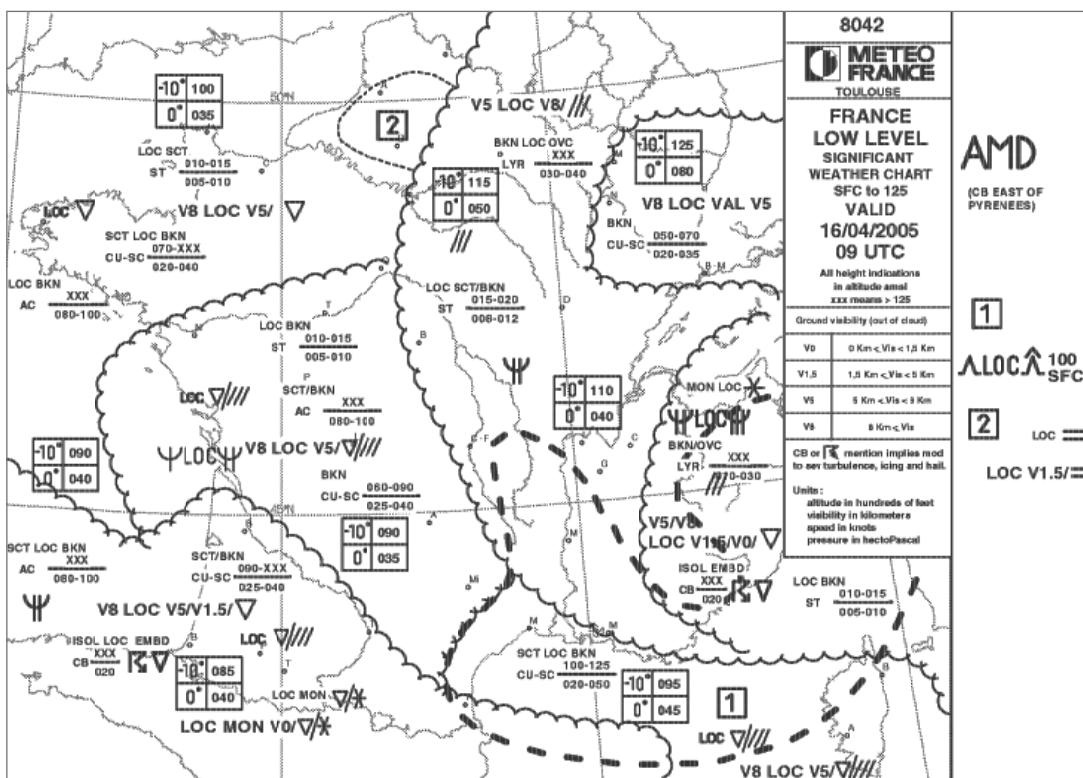 8042
METEO
FRANCE
TOULOUSE
FRANCE
LOW LEVEL
SIGNIFICANT
WEATHER CHART
SFC to 125
VALID
16/04/2005
09 UTC
All height indications
in altitude amsl
xxx means > 125
Ground visibility (out of cloud)
V0 0 Km < Vis < 1,5 Km
V1,5 1,5 Km < Vis < 5 Km
V5 5 Km < Vis < 8 Km
V8 8 Km < Vis
CB or mention implies mod
to sev turbulence, icing and hail.
Units:
altitude in hundreds of feet
visibility in kilometers
speed in knots
pressure in hectoPascal
AMD
(CB EAST OF
PYRENEES)
1
LOC 100
SFC
2
LOC
LOC V1.5/
-10° 100
0° 035
50°N
LOC SCT
ST 010-015
005-010
LOC
V8 LOC V5/
SCT LOC BKN
CU-SC 070-XXX
020-040
LOC BKN
AC XXX
080-100
2
V5 LOC V8/
BKN LOC OVC
LYR XXX
030-040
-10° 115
0° 050
-10° 125
0° 080
V8 LOC VAL V5
BKN
CU-SC 050-070
020-035
LOC BKN
ST 010-015
005-010
LOC SCT/BKN
ST 015-020
008-012
SCT/BKN
AC XXX
080-100
LOC
V8 LOC V5/
LOC
-10° 090
0° 040
BKN
CU-SC 060-090
025-040
45°N
-10° 090
0° 035
-10° 110
0° 040
MON LOC
LOC
BKN/OVC
LYR XXX
020-030
V5/V8
LOC V1.5/V0/
ISOL EMBD
CB XXX
020
LOC BKN
ST 010-015
005-010
SCT LOC BKN
AC XXX
080-100
SCT/BKN
CU-SC 090-XXX
025-040
V8 LOC V5/V1.5/
ISOL LOC EMBD
CB XXX
020
LOC
-10° 085
0° 040
LOC MON
LOC MON V0/
SCT LOC BKN
CU-SC 100-125
020-050
-10° 095
0° 045
1
LOC
V8 LOC V5/